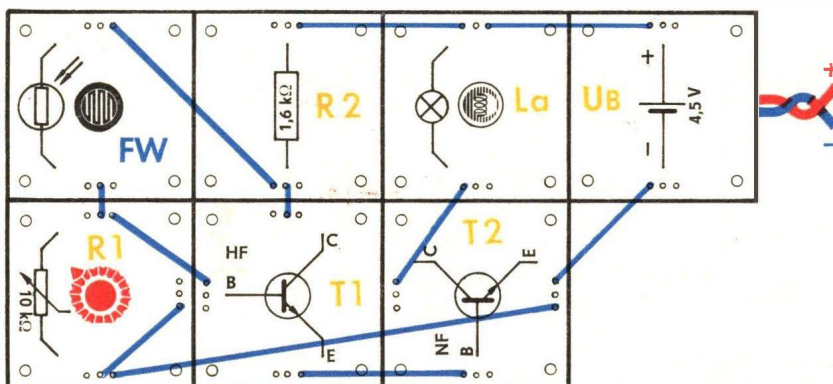 FW
1,6 kΩ
R 2
La
UB
+
−
4,5 V
+
−
R1
10 kΩ
HF
B
C
E
T1
T2
C
E
NF
B